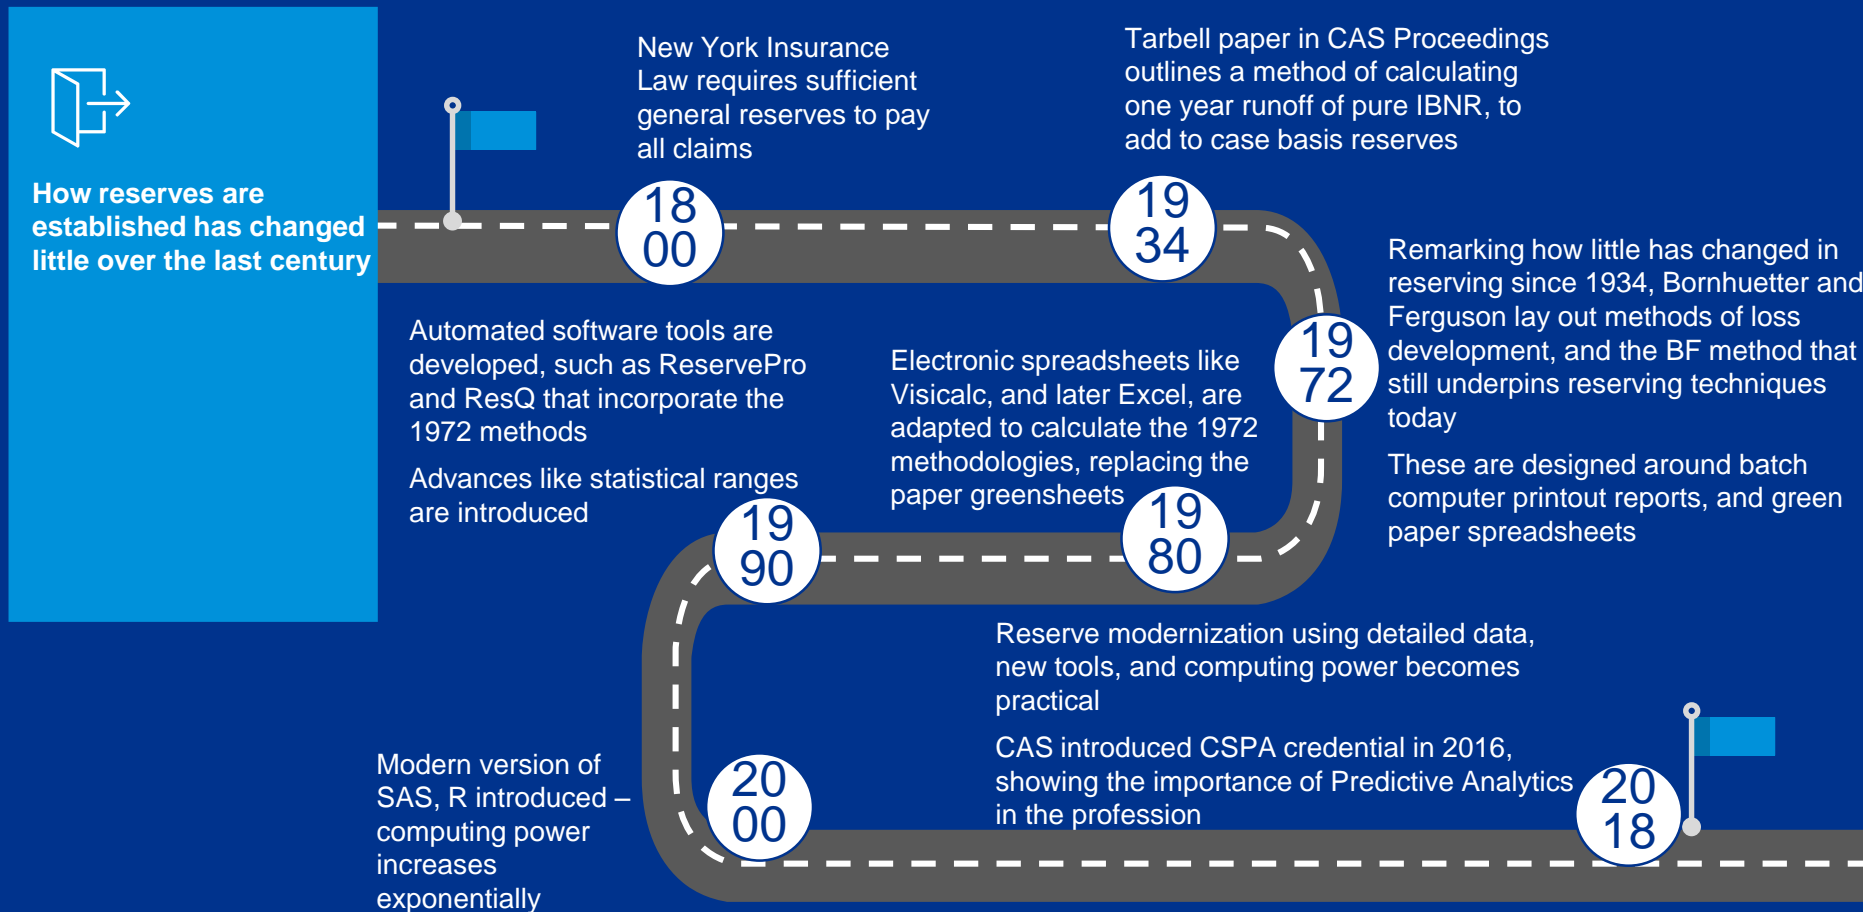 How reserves are
established has changed
little over the last century
New York Insurance
Law requires sufficient
general reserves to pay
all claims
18
00
Tarbell paper in CAS Proceedings
outlines a method of calculating
one year runoff of pure IBNR, to
add to case basis reserves
19
34
Remarking how little has changed in
reserving since 1934, Bornhuetter and
Ferguson lay out methods of loss
development, and the BF method that
still underpins reserving techniques
today
These are designed around batch
computer printout reports, and green
paper spreadsheets
19
72
Electronic spreadsheets like
Visicalc, and later Excel, are
adapted to calculate the 1972
methodologies, replacing the
paper greensheets
19
80
Automated software tools are
developed, such as ReservePro
and ResQ that incorporate the
1972 methods
Advances like statistical ranges
are introduced
19
90
Modern version of
SAS, R introduced –
computing power
increases
exponentially
20
00
Reserve modernization using detailed data,
new tools, and computing power becomes
practical
CAS introduced CSPA credential in 2016,
showing the importance of Predictive Analytics
in the profession
20
18